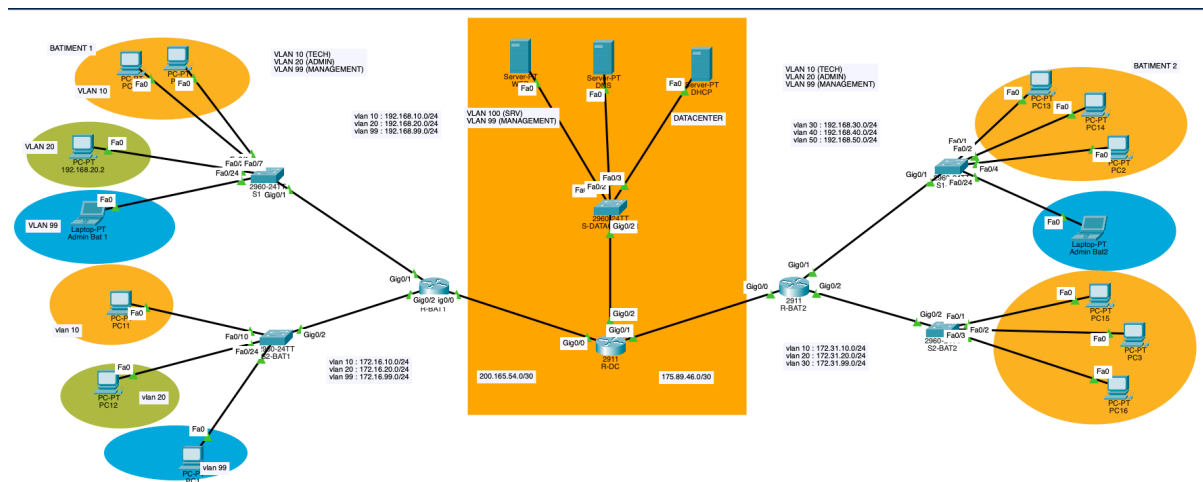 BATIMENT 1
PC-PT
Fa0
Fa0
VLAN 10
VLAN 10 (TECH)
VLAN 20 (ADMIN)
VLAN 99 (MANAGEMENT)
vlan 10 : 192.168.10.0/24
vlan 20 : 192.168.20.0/24
vlan 99 : 192.168.99.0/24
VLAN 20
Fa0
PC-PT
192.168.20.2
Fa0/7
Fa0/24
2960-24TT
S1
Gig0/1
Fa0
VLAN 99
Laptop-PT
Admin Bat 1
PC11
Fa0
vlan 10
Fa0/10
Fa0/24
Gig0/2
S2-BAT1
Fa0
PC-PT
PC12
vlan 20
Fa0
vlan 99
vlan 10 : 172.16.10.0/24
vlan 20 : 172.16.20.0/24
vlan 99 : 172.16.99.0/24
Gig0/1
Gig0/2
R-BAT1
Server-PT
Fa0
Server-PT
Fa0
Server-PT
DHCP
Fa0
VLAN 100 (SRV)
VLAN 99 (MANAGEMENT)
DATACENTER
Fa0/2
Fa0/3
Gig0/2
Gig0/2
Gig0/1
Gig0/0
2911
R-DC
200.165.54.0/30
175.89.46.0/30
VLAN 10 (TECH)
VLAN 20 (ADMIN)
VLAN 99 (MANAGEMENT)
vlan 30 : 192.168.30.0/24
vlan 40 : 192.168.40.0/24
vlan 50 : 192.168.50.0/24
BATIMENT 2
Fa0
PC-PT
PC13
Fa0
PC-PT
PC14
Fa0
PC-PT
PC2
Fa0/1
Fa0/2
Fa0/4
Fa0/24
Gig0/1
Fa0
Laptop-PT
Admin Bat2
Gig0/1
Gig0/0
Gig0/2
2911
R-BAT2
vlan 10 : 172.31.10.0/24
vlan 20 : 172.31.20.0/24
vlan 30 : 172.31.99.0/24
Gig0/2
Fa0/1
Fa0/2
Fa0/3
S2-BAT2
Fa0
PC-PT
PC15
Fa0
PC-PT
PC3
Fa0
PC-PT
PC16